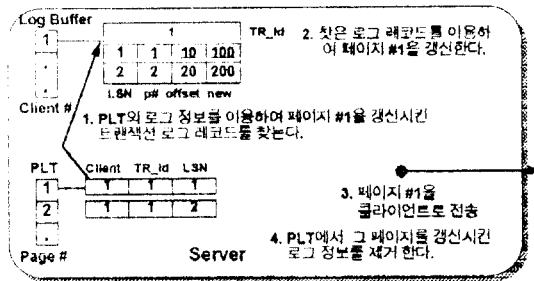 Log Buffer
1
.
.
Client #
1
TR_Id
1 1 10 100
2 2 20 200
LSN p# offset new
2. 찾은 로그 레코드를 이용하
여 페이지 #1을 갱신한다.
1. PLT와 로그 정보를 이용하여 페이지 #1을 갱신시킨
트랜잭션 로그 레코드를 찾는다.
PLT
1
2
.
Page #
Client TR_Id LSN
1 1 1
1 1 2
3. 페이지 #1을
클라이언트로 전송
4. PLT에서 그 페이지를 갱신시킨
로그 정보를 제거 한다.
Server